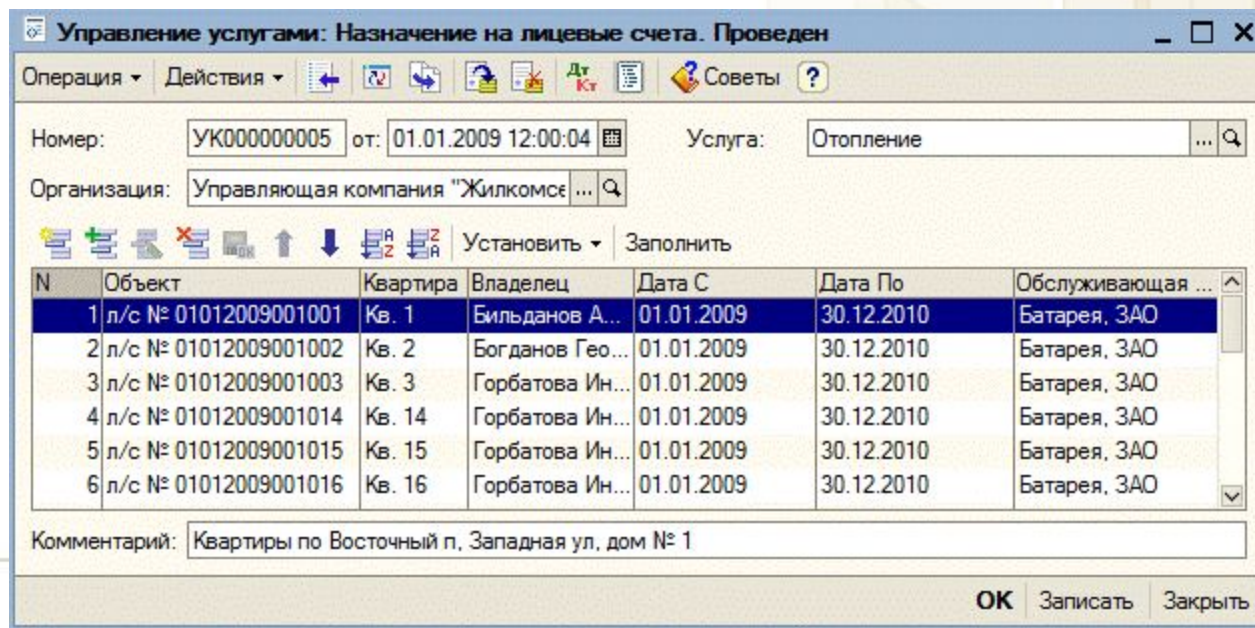 Управление услугами: Назначение на лицевые счета. Проведен
Операция Действия Дт Кт Советы ?
Номер: УК000000005 от: 01.01.2009 12:00:04 Услуга: Отопление ...
Организация: Управляющая компания "Жилкомсе ...
Установить Заполнить
N Объект Квартира Владелец Дата С Дата По Обслуживающая ...
1 л/с № 01012009001001 Кв. 1 Бильданов А... 01.01.2009 30.12.2010 Батарея, ЗАО
2 л/с № 01012009001002 Кв. 2 Богданов Гео... 01.01.2009 30.12.2010 Батарея, ЗАО
3 л/с № 01012009001003 Кв. 3 Горбатова Ин... 01.01.2009 30.12.2010 Батарея, ЗАО
4 л/с № 01012009001014 Кв. 14 Горбатова Ин... 01.01.2009 30.12.2010 Батарея, ЗАО
5 л/с № 01012009001015 Кв. 15 Горбатова Ин... 01.01.2009 30.12.2010 Батарея, ЗАО
6 л/с № 01012009001016 Кв. 16 Горбатова Ин... 01.01.2009 30.12.2010 Батарея, ЗАО
Комментарий: Квартиры по Восточный п, Западная ул, дом № 1
OK Записать Закрыть